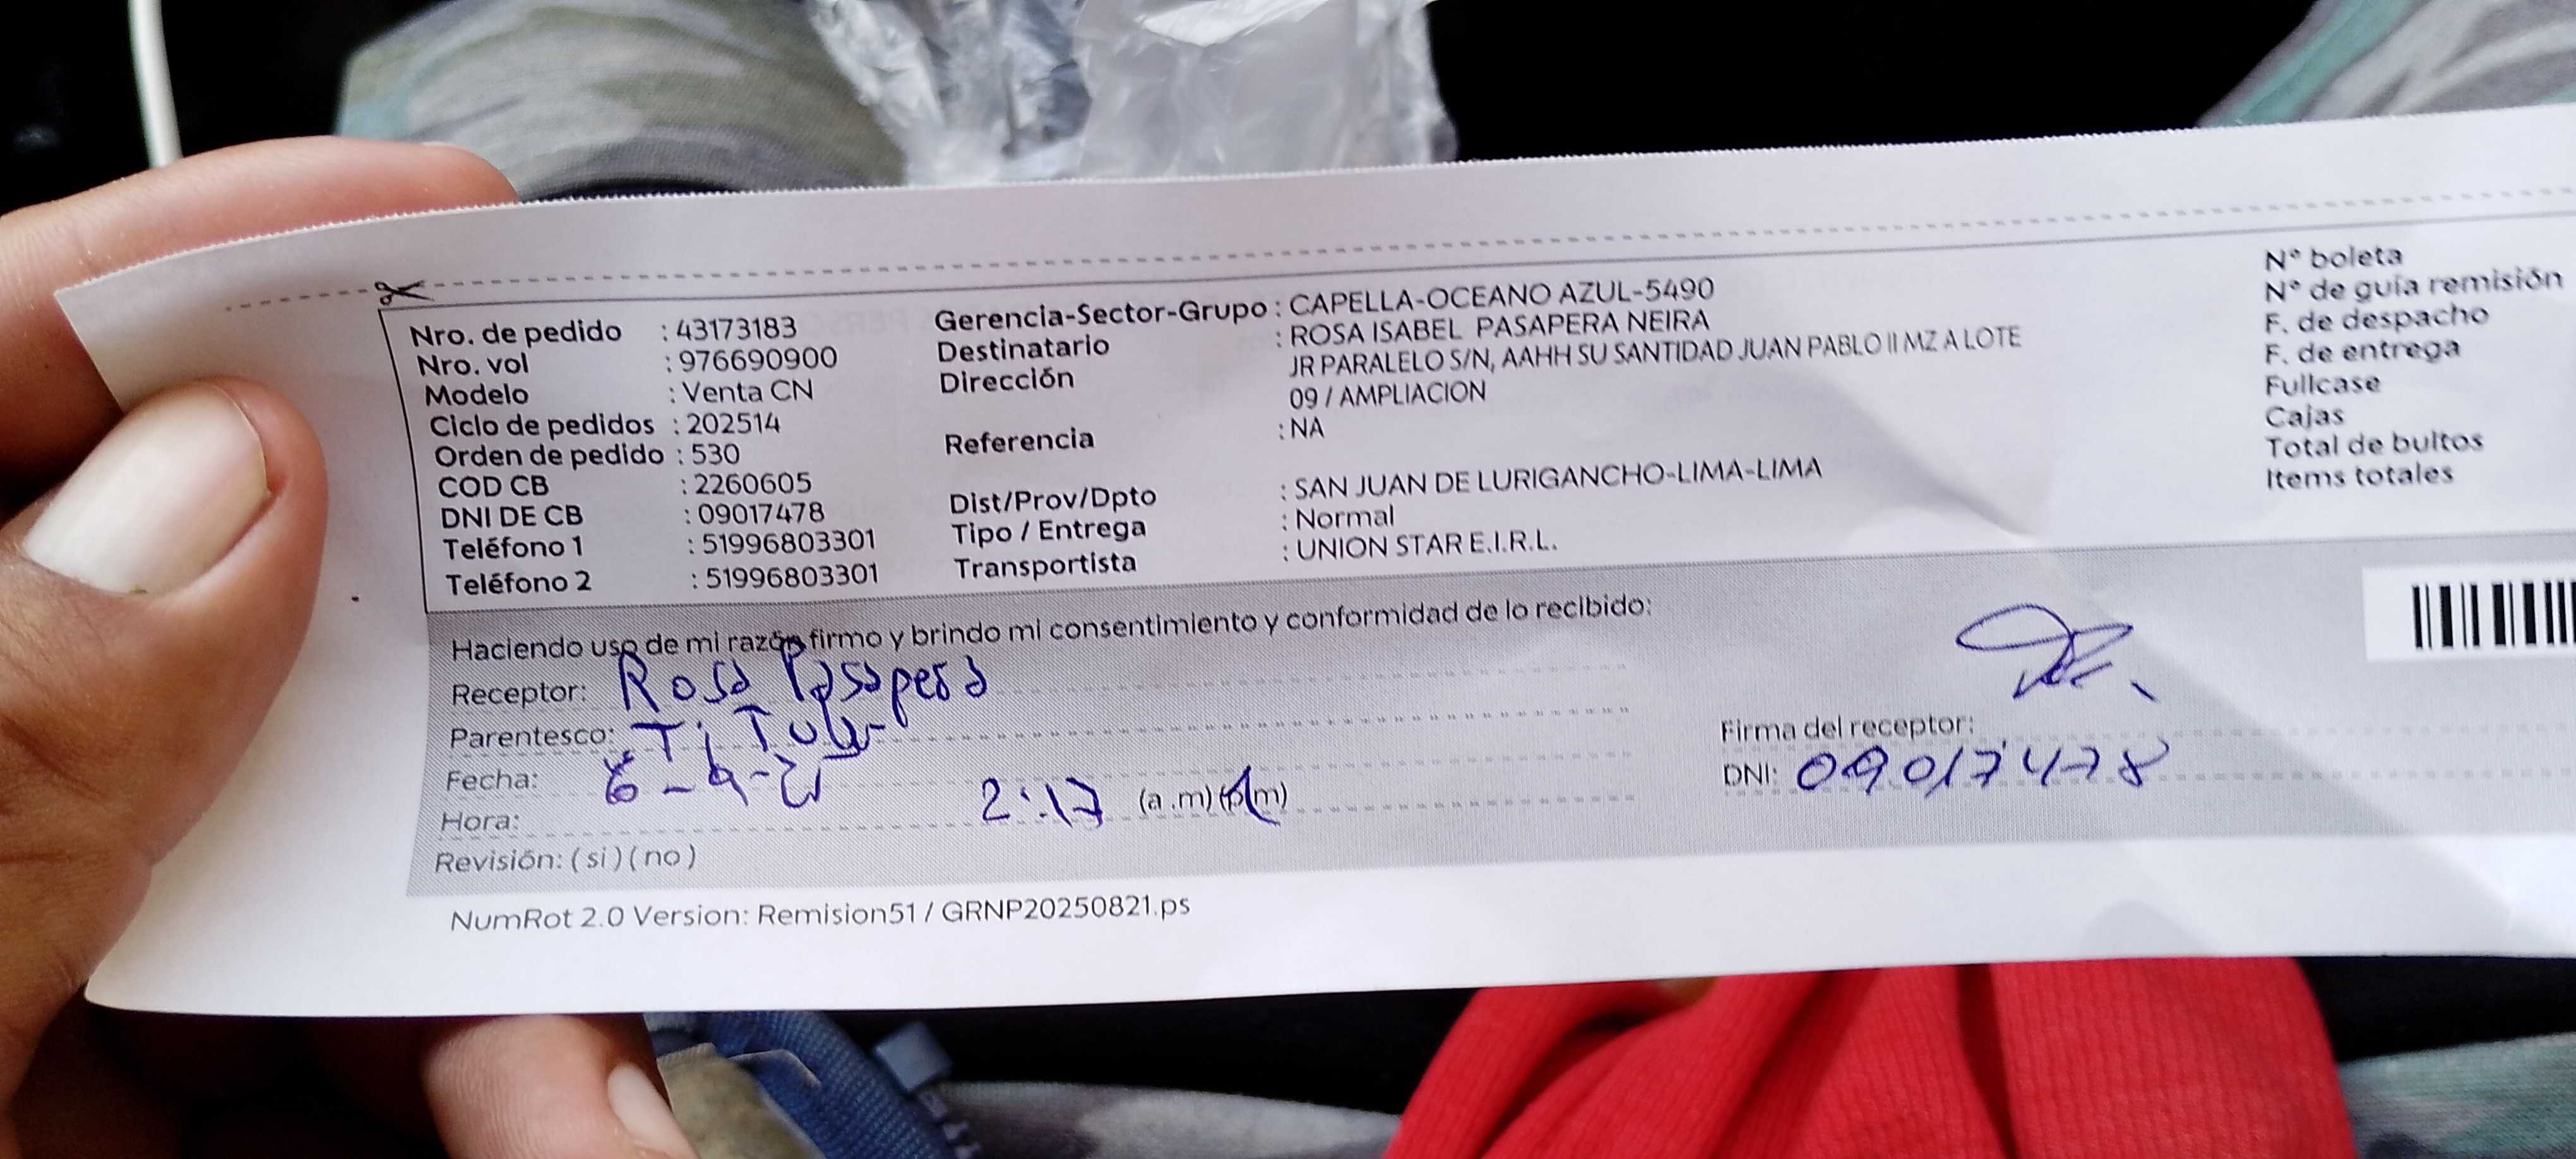 Nro. de pedido : 43173183
Nro. vol : 976690900
Modelo : Venta CN
Ciclo de pedidos : 202514
Orden de pedido : 530
COD CB : 2260605
DNI DE CB : 09017478
Teléfono 1 : 51996803301
Teléfono 2 : 51996803301
Gerencia-Sector-Grupo : CAPELLA-OCEANO AZUL-5490
Destinatario : ROSA ISABEL PASAPERA NEIRA
Dirección JR PARALELO S/N, AAHH SU SANTIDAD JUAN PABLO II MZ A LOTE
09 / AMPLIACION
Referencia : NA
Dist/Prov/Dpto : SAN JUAN DE LURIGANCHO-LIMA-LIMA
Tipo / Entrega : Normal
Transportista : UNION STAR E.I.R.L.
N° boleta
N° de guía remisión
F. de despacho
F. de entrega
Fullcase
Cajas
Total de bultos
Items totales
Haciendo uso de mi razón firmo y brindo mi consentimiento y conformidad de lo recibido:
Receptor: Rosa Pasapera
Parentesco: Titular
Fecha: 6-9-25
Hora: 2:17 (a.m) (p.m)
Revisión: (si) (no)
Firma del receptor:
DNI: 09017478
NumRot 2.0 Version: Remision51 / GRNP20250821.ps